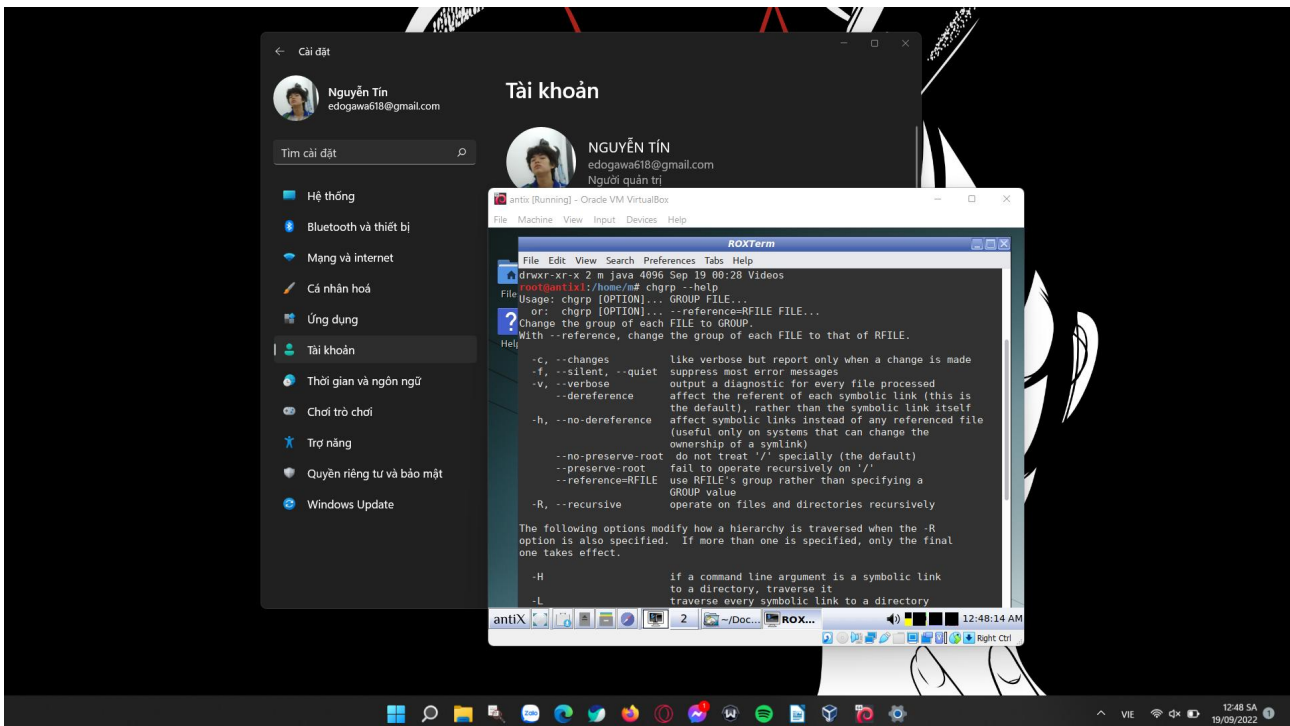 Cài đặt
Nguyễn Tín
edogawa618@gmail.com
Tìm cài đặt
Hệ thống
Bluetooth và thiết bị
Mạng và internet
Cá nhân hoá
Ứng dụng
Tài khoản
Thời gian và ngôn ngữ
Chơi trò chơi
Trợ năng
Quyền riêng tư và bảo mật
Windows Update
Tài khoản
NGUYỄN TÍN
edogawa618@gmail.com
Người quản trị
antix [Running] - Oracle VM VirtualBox
File Machine View Input Devices Help
File
Help
ROXTerm
File Edit View Search Preferences Tabs Help
drwxr-xr-x 2 m java 4096 Sep 19 00:28 Videos
root@antix1:/home/m# chgrp --help
Usage: chgrp [OPTION]... GROUP FILE...
or: chgrp [OPTION]... --reference=RFILE FILE...
Change the group of each FILE to GROUP.
With --reference, change the group of each FILE to that of RFILE.
-c, --changes like verbose but report only when a change is made
-f, --silent, --quiet suppress most error messages
-v, --verbose output a diagnostic for every file processed
--dereference affect the referent of each symbolic link (this is
the default), rather than the symbolic link itself
-h, --no-dereference affect symbolic links instead of any referenced file
(useful only on systems that can change the
ownership of a symlink)
--no-preserve-root do not treat '/' specially (the default)
--preserve-root fail to operate recursively on '/'
--reference=RFILE use RFILE's group rather than specifying a
GROUP value
-R, --recursive operate on files and directories recursively
The following options modify how a hierarchy is traversed when the -R
option is also specified. If more than one is specified, only the final
one takes effect.
-H if a command line argument is a symbolic link
to a directory, traverse it
-L traverse every symbolic link to a directory
antiX 2 ~/Doc... ROX... 12:48:14 AM
Right Ctrl
Zalo 1 VIE 12:48 SA
19/09/2022 1